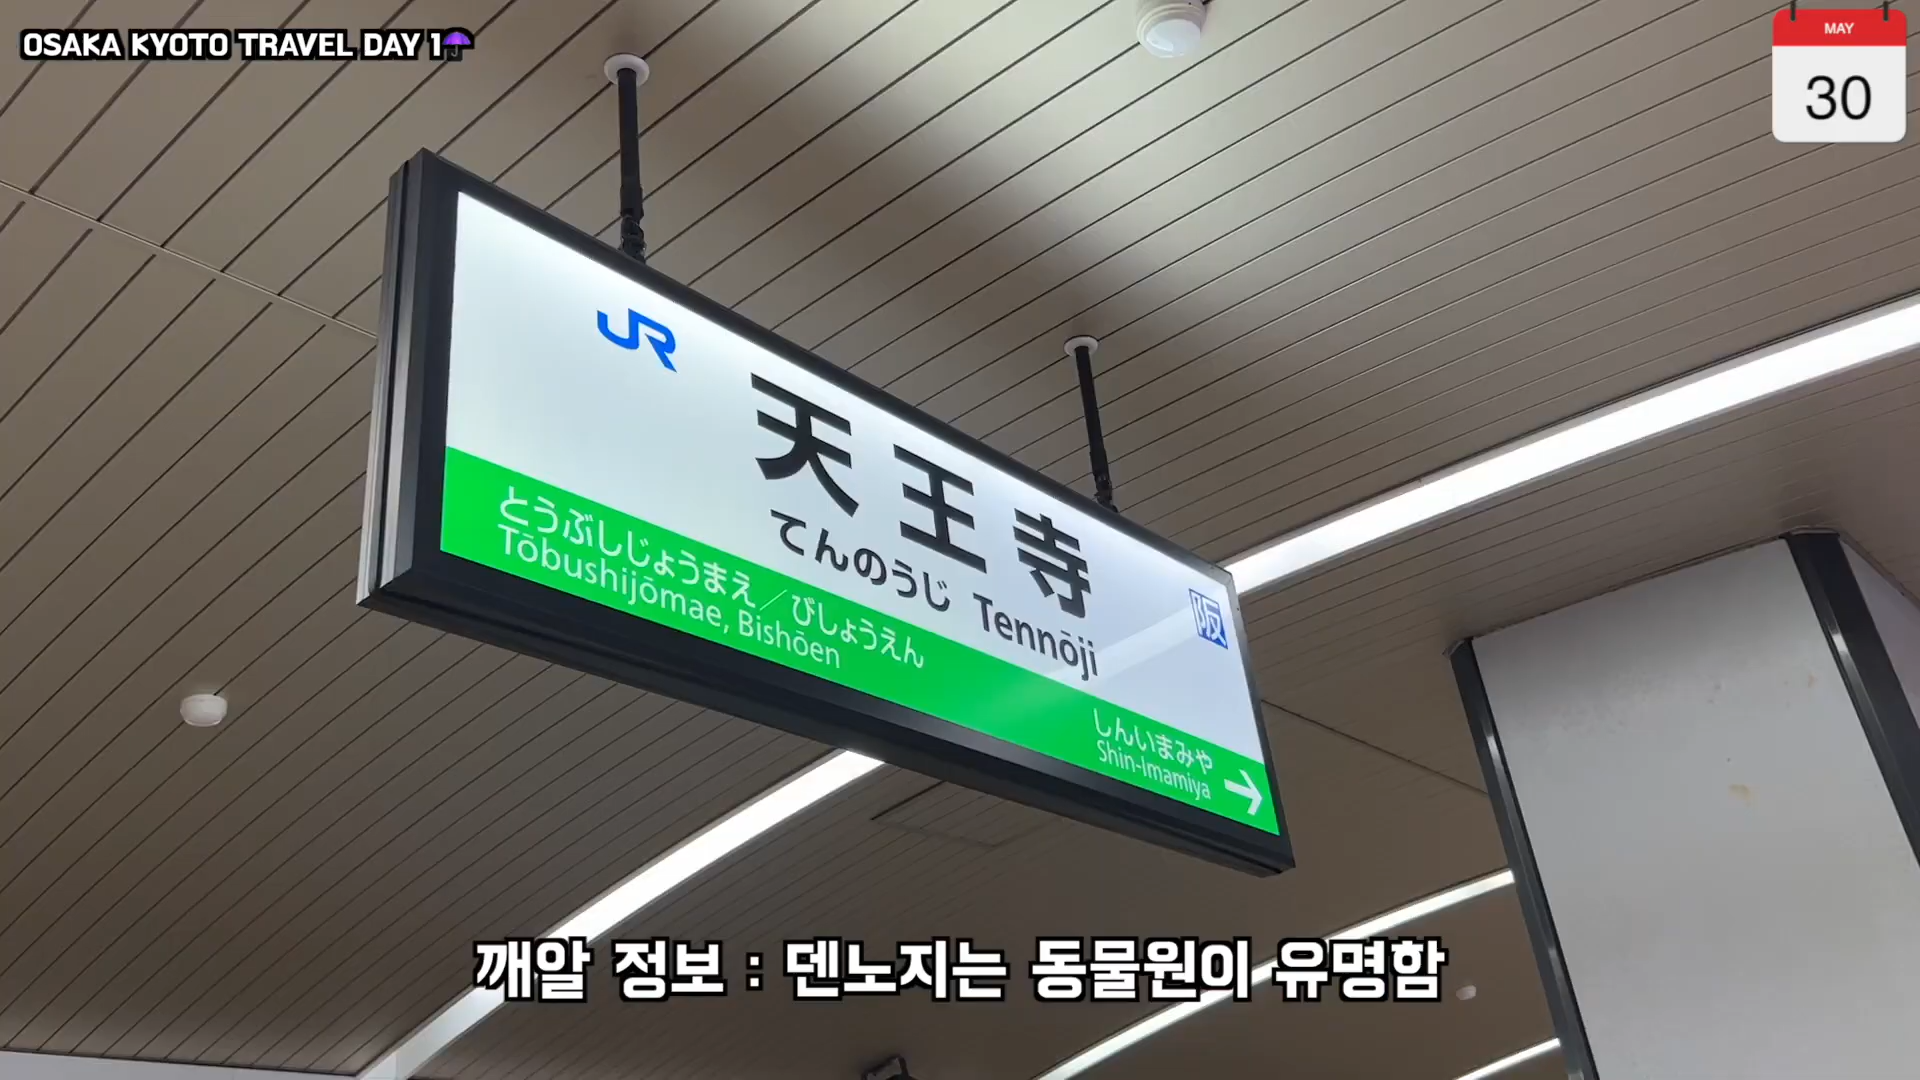 OSAKA KYOTO TRAVEL DAY 1
MAY
30
JR
天王寺
てんのうじ Tennōji
阪
とうぶしじょうまえ／びしょうえん
Tōbushijōmae, Bishōen
しんいまみや
Shin-Imamiya
깨알 정보 : 덴노지는 동물원이 유명함